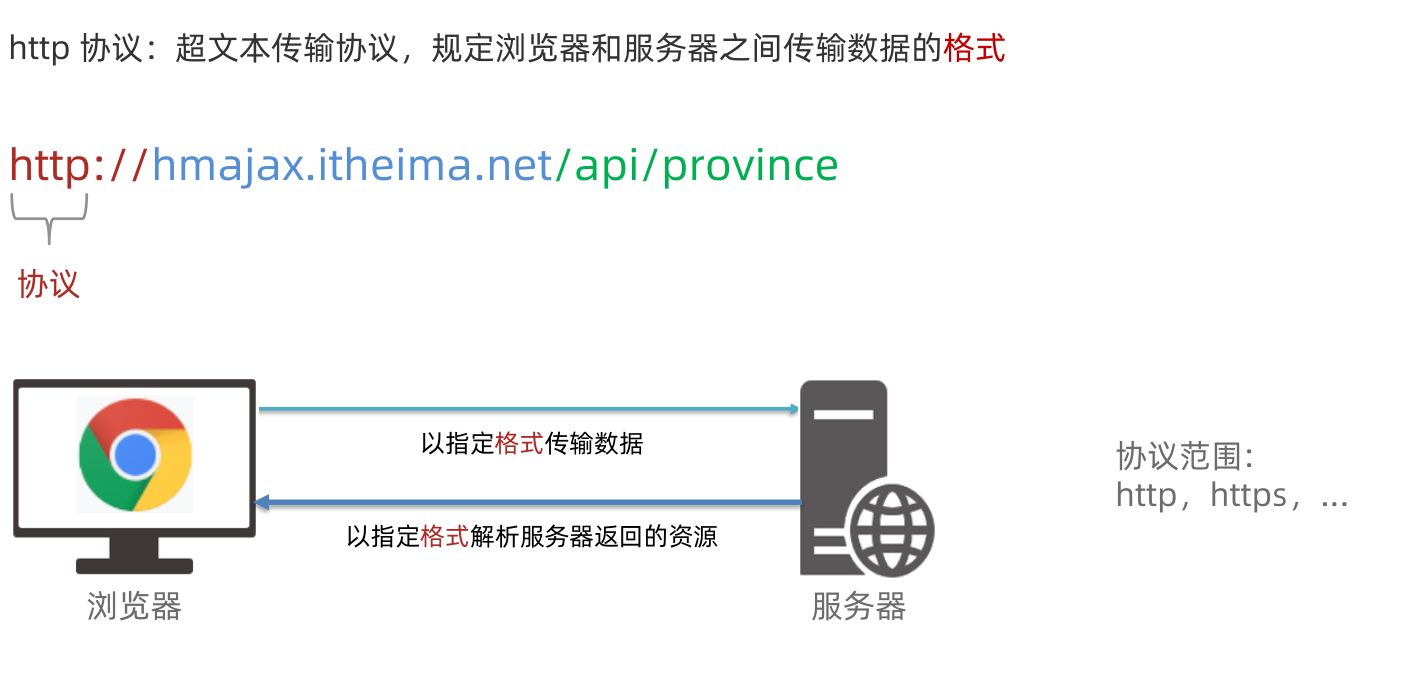 http 协议：超文本传输协议，规定浏览器和服务器之间传输数据的格式
http://hmajax.itheima.net/api/province
协议
以指定格式传输数据
以指定格式解析服务器返回的资源
浏览器
服务器
协议范围：
http，https，...